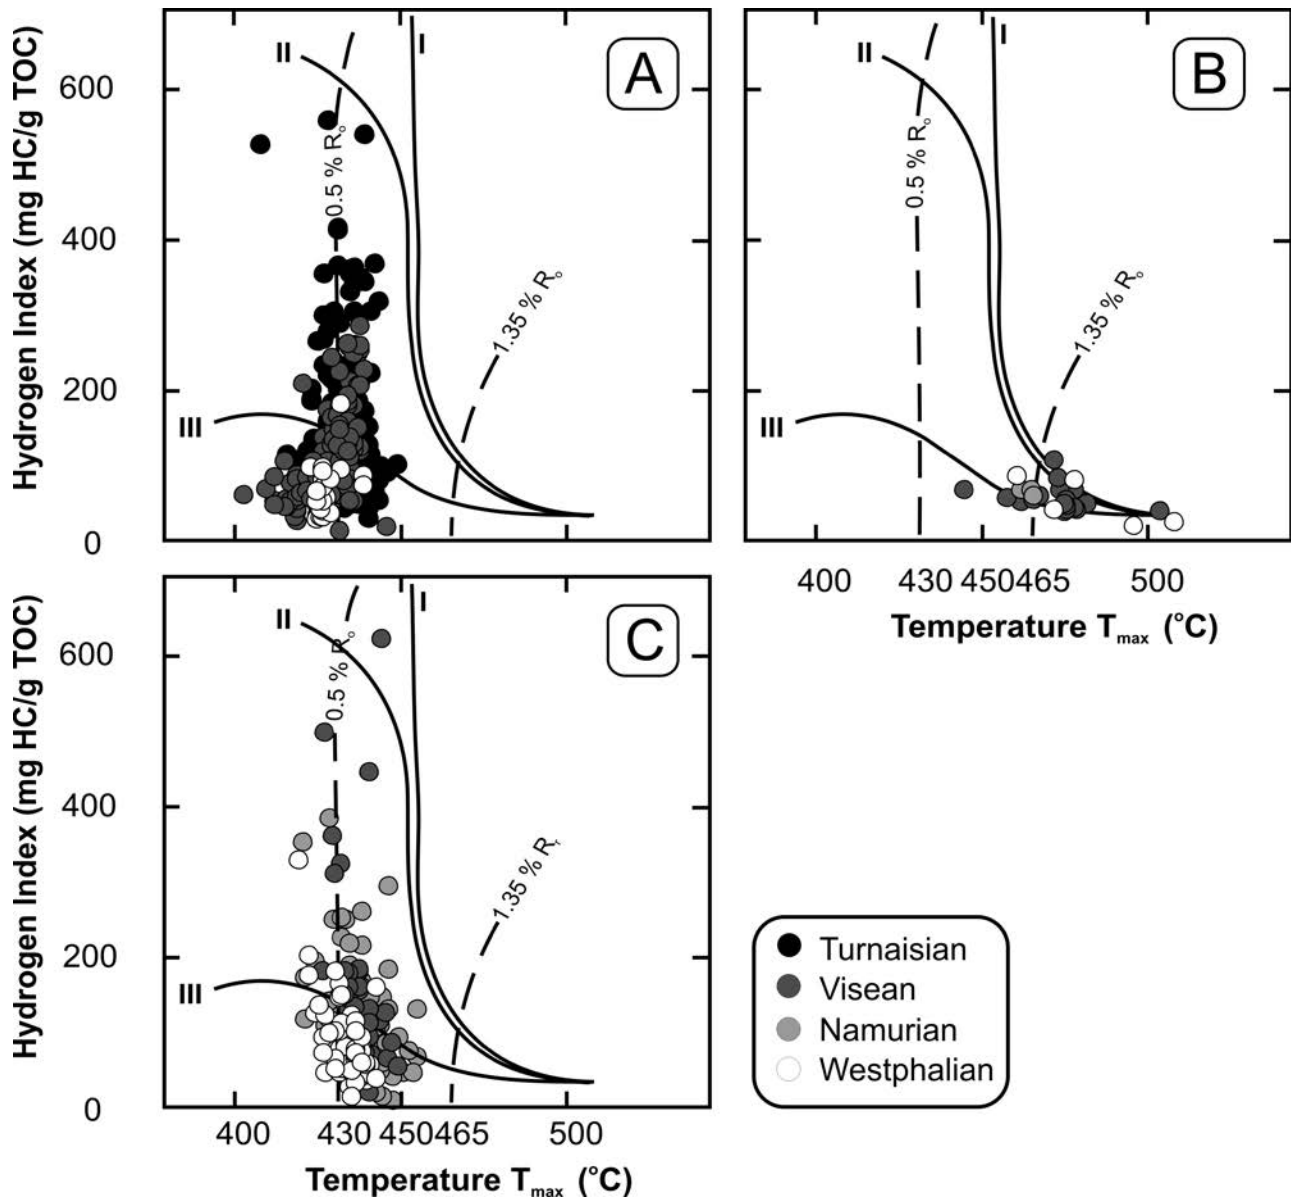 A
I
II
0.5 % Ro
1.35 % Ro
III
600
400
200
0
Hydrogen Index (mg HC/g TOC)
B
I
II
0.5 % Ro
1.35 % Ro
III
400 430 450 465 500
Temperature Tmax (°C)
C
I
II
0.5 % Ro
1.35 % Rr
III
600
400
200
0
Hydrogen Index (mg HC/g TOC)
400 430 450 465 500
Temperature Tmax (°C)
Turnaisian
Visean
Namurian
Westphalian